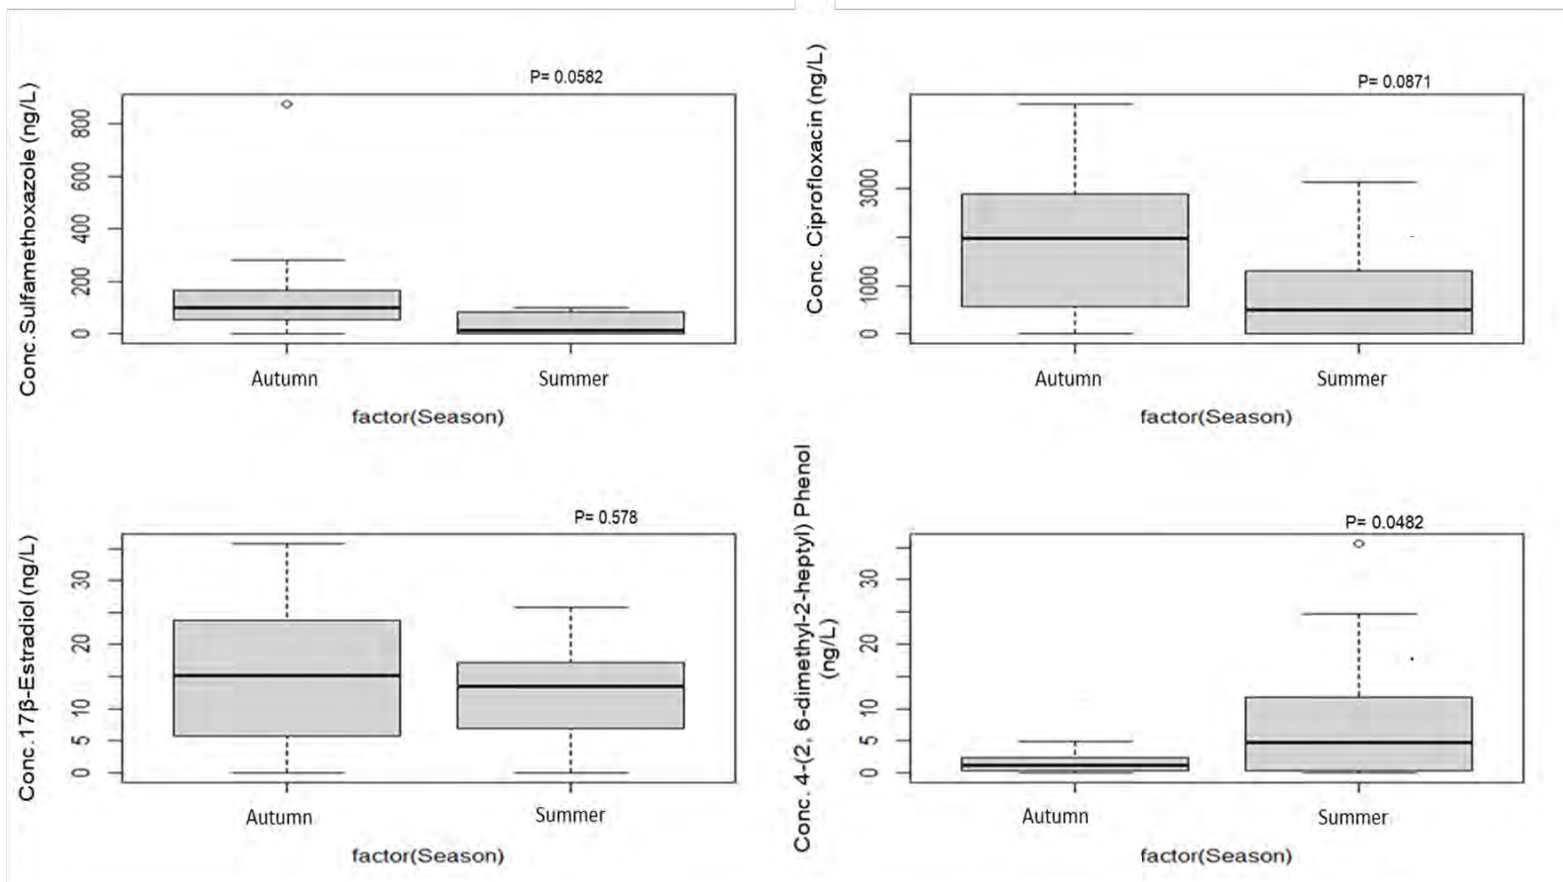 P= 0.0582
Conc.Sulfamethoxazole (ng/L)
800
600
400
200
0
Autumn
Summer
factor(Season)
P= 0.0871
Conc. Ciprofloxacin (ng/L)
3000
1000
0
Autumn
Summer
factor(Season)
P= 0.578
Conc.17β-Estradiol (ng/L)
30
20
10
5
0
Autumn
Summer
factor(Season)
P= 0.0482
Conc. 4-(2, 6-dimethyl-2-heptyl) Phenol
(ng/L)
30
20
10
5
0
Autumn
Summer
factor(Season)